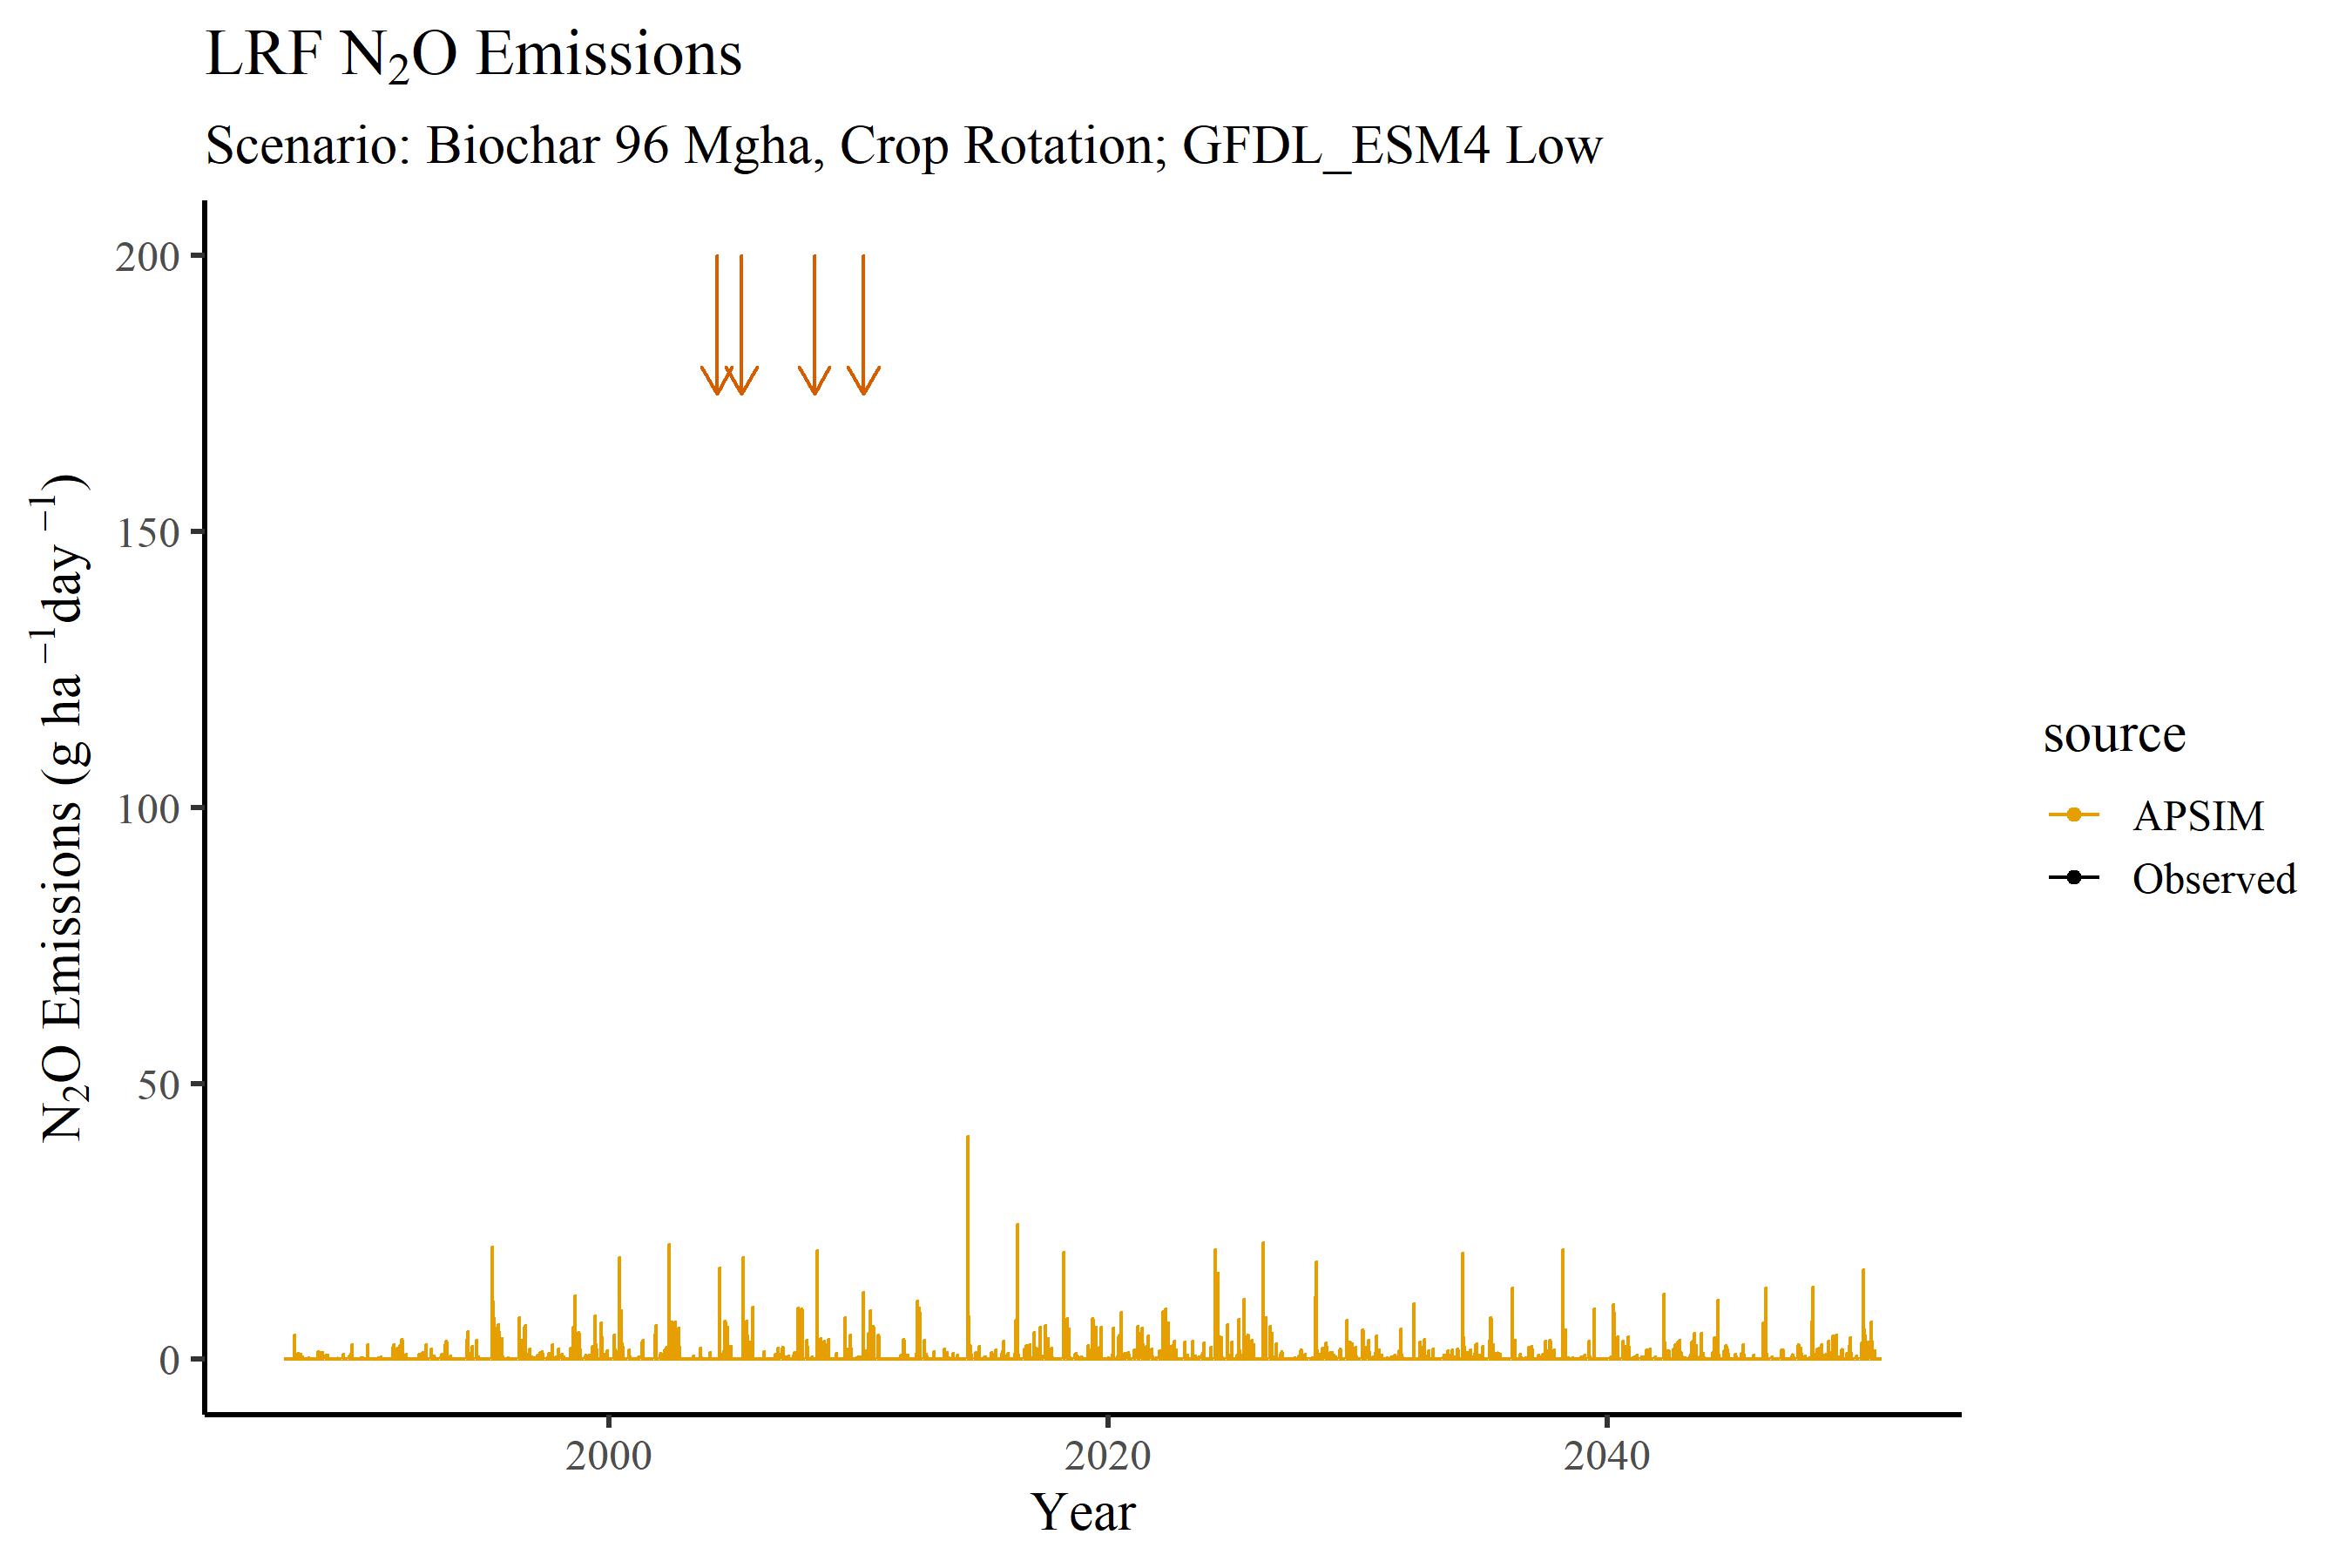 LRF N₂O Emissions
Scenario: Biochar 96 Mgha, Crop Rotation; GFDL_ESM4 Low
N₂O Emissions (g ha ⁻¹day ⁻¹)
200
150
100
50
0
2000 2020 2040
Year
source
APSIM
Observed